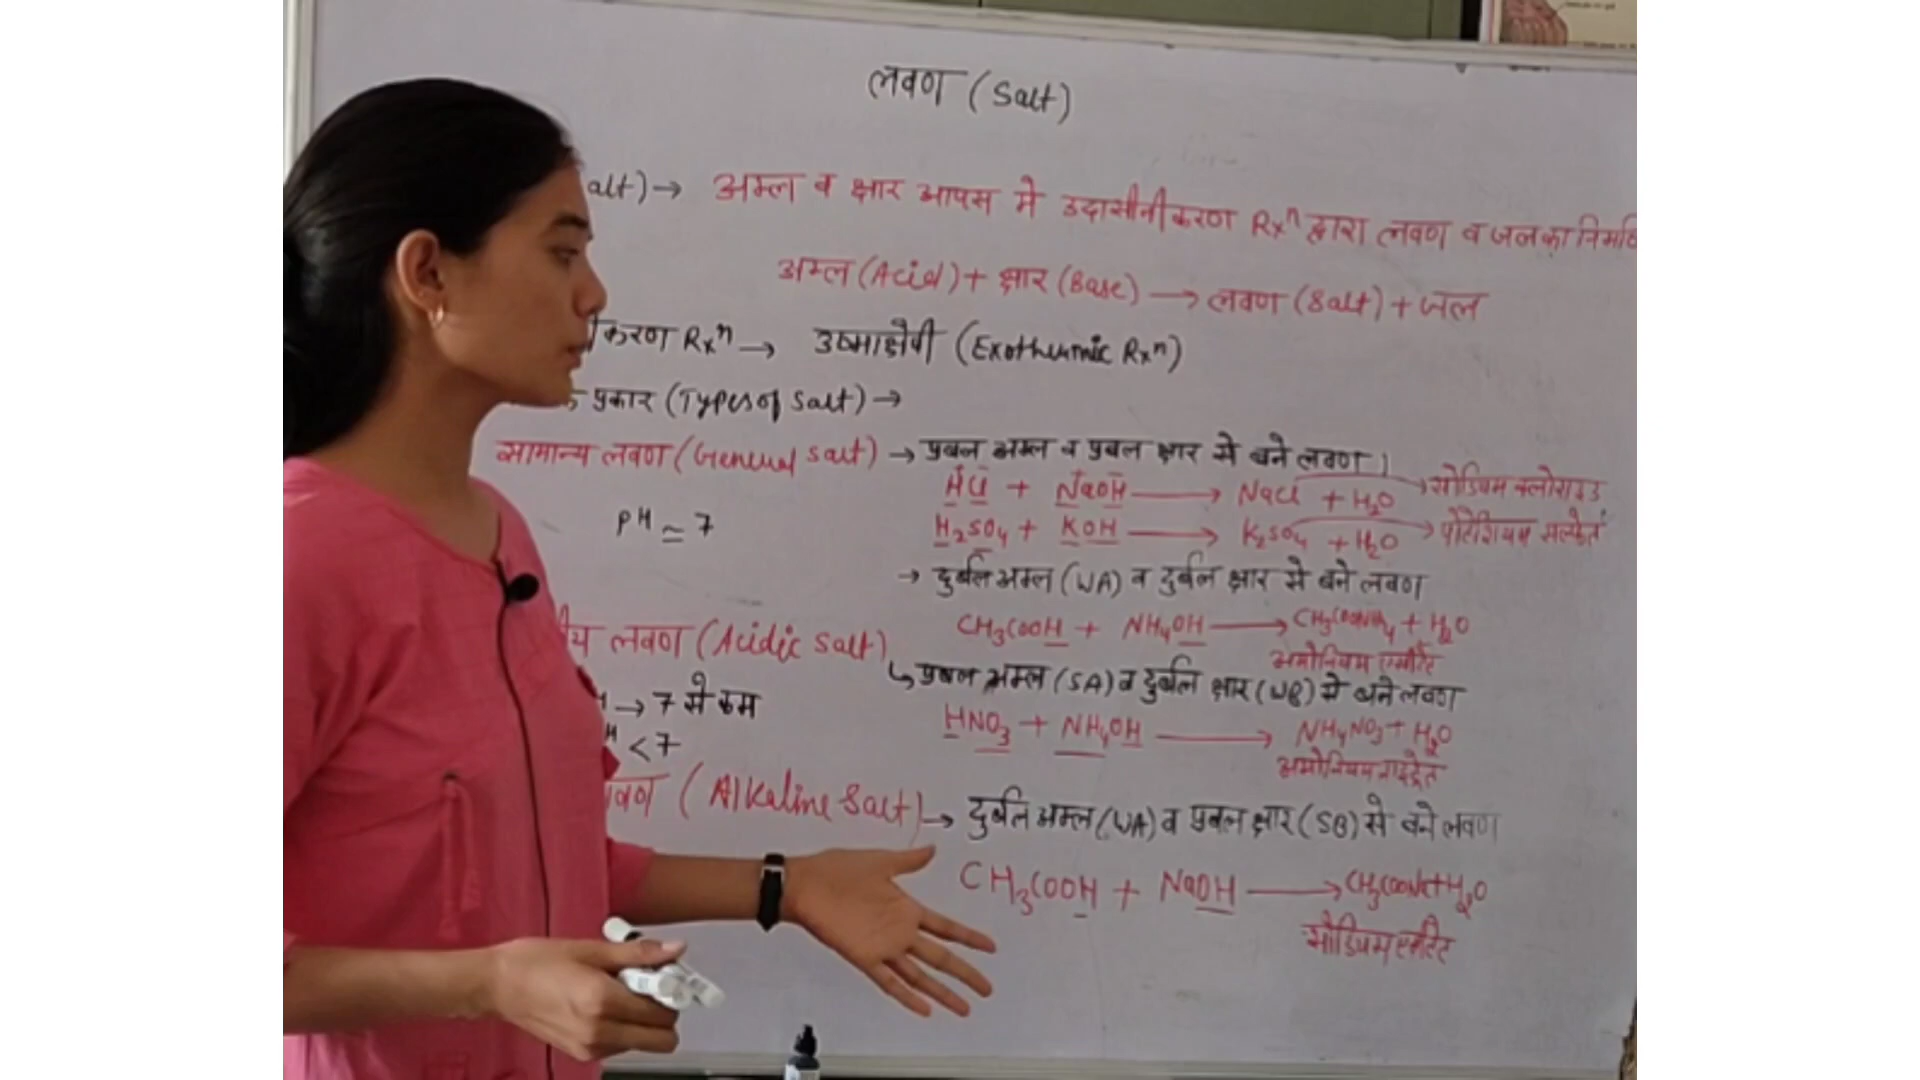 लवण (Salt)
alt) → अम्ल व क्षार आपस मे उदासीनीकरण Rxⁿ द्वारा लवण व जल का निर्माण
अम्ल (Acid) + क्षार (Base) → लवण (Salt) + जल
करण Rxⁿ → उष्माक्षेपी (Exothermic Rxⁿ)
प्रकार (Types of Salt) →
सामान्य लवण (General Salt) → प्रबल अम्ल व प्रबल क्षार से बने लवण।
HCl + NaOH → NaCl + H₂O → सोडियम क्लोराइड
pH ≃ 7
H₂SO₄ + KOH → K₂SO₄ + H₂O → पोटेशियम सल्फेट
→ दुर्बल अम्ल (WA) व दुर्बल क्षार से बने लवण
CH₃COOH + NH₄OH → CH₃COONH₄ + H₂O
अमोनियम एसीटेट
ीय लवण (Acidic Salt) ↳ प्रबल अम्ल (SA) व दुर्बल क्षार (WB) से बने लवण
→ 7 से कम
HNO₃ + NH₄OH → NH₄NO₃ + H₂O
H < 7
अमोनियम नाइट्रेट
लवण (Alkaline Salt) → दुर्बल अम्ल (WA) व प्रबल क्षार (SB) से बने लवण
CH₃COOH + NaOH → CH₃COONa + H₂O
सोडियम एसीटेट